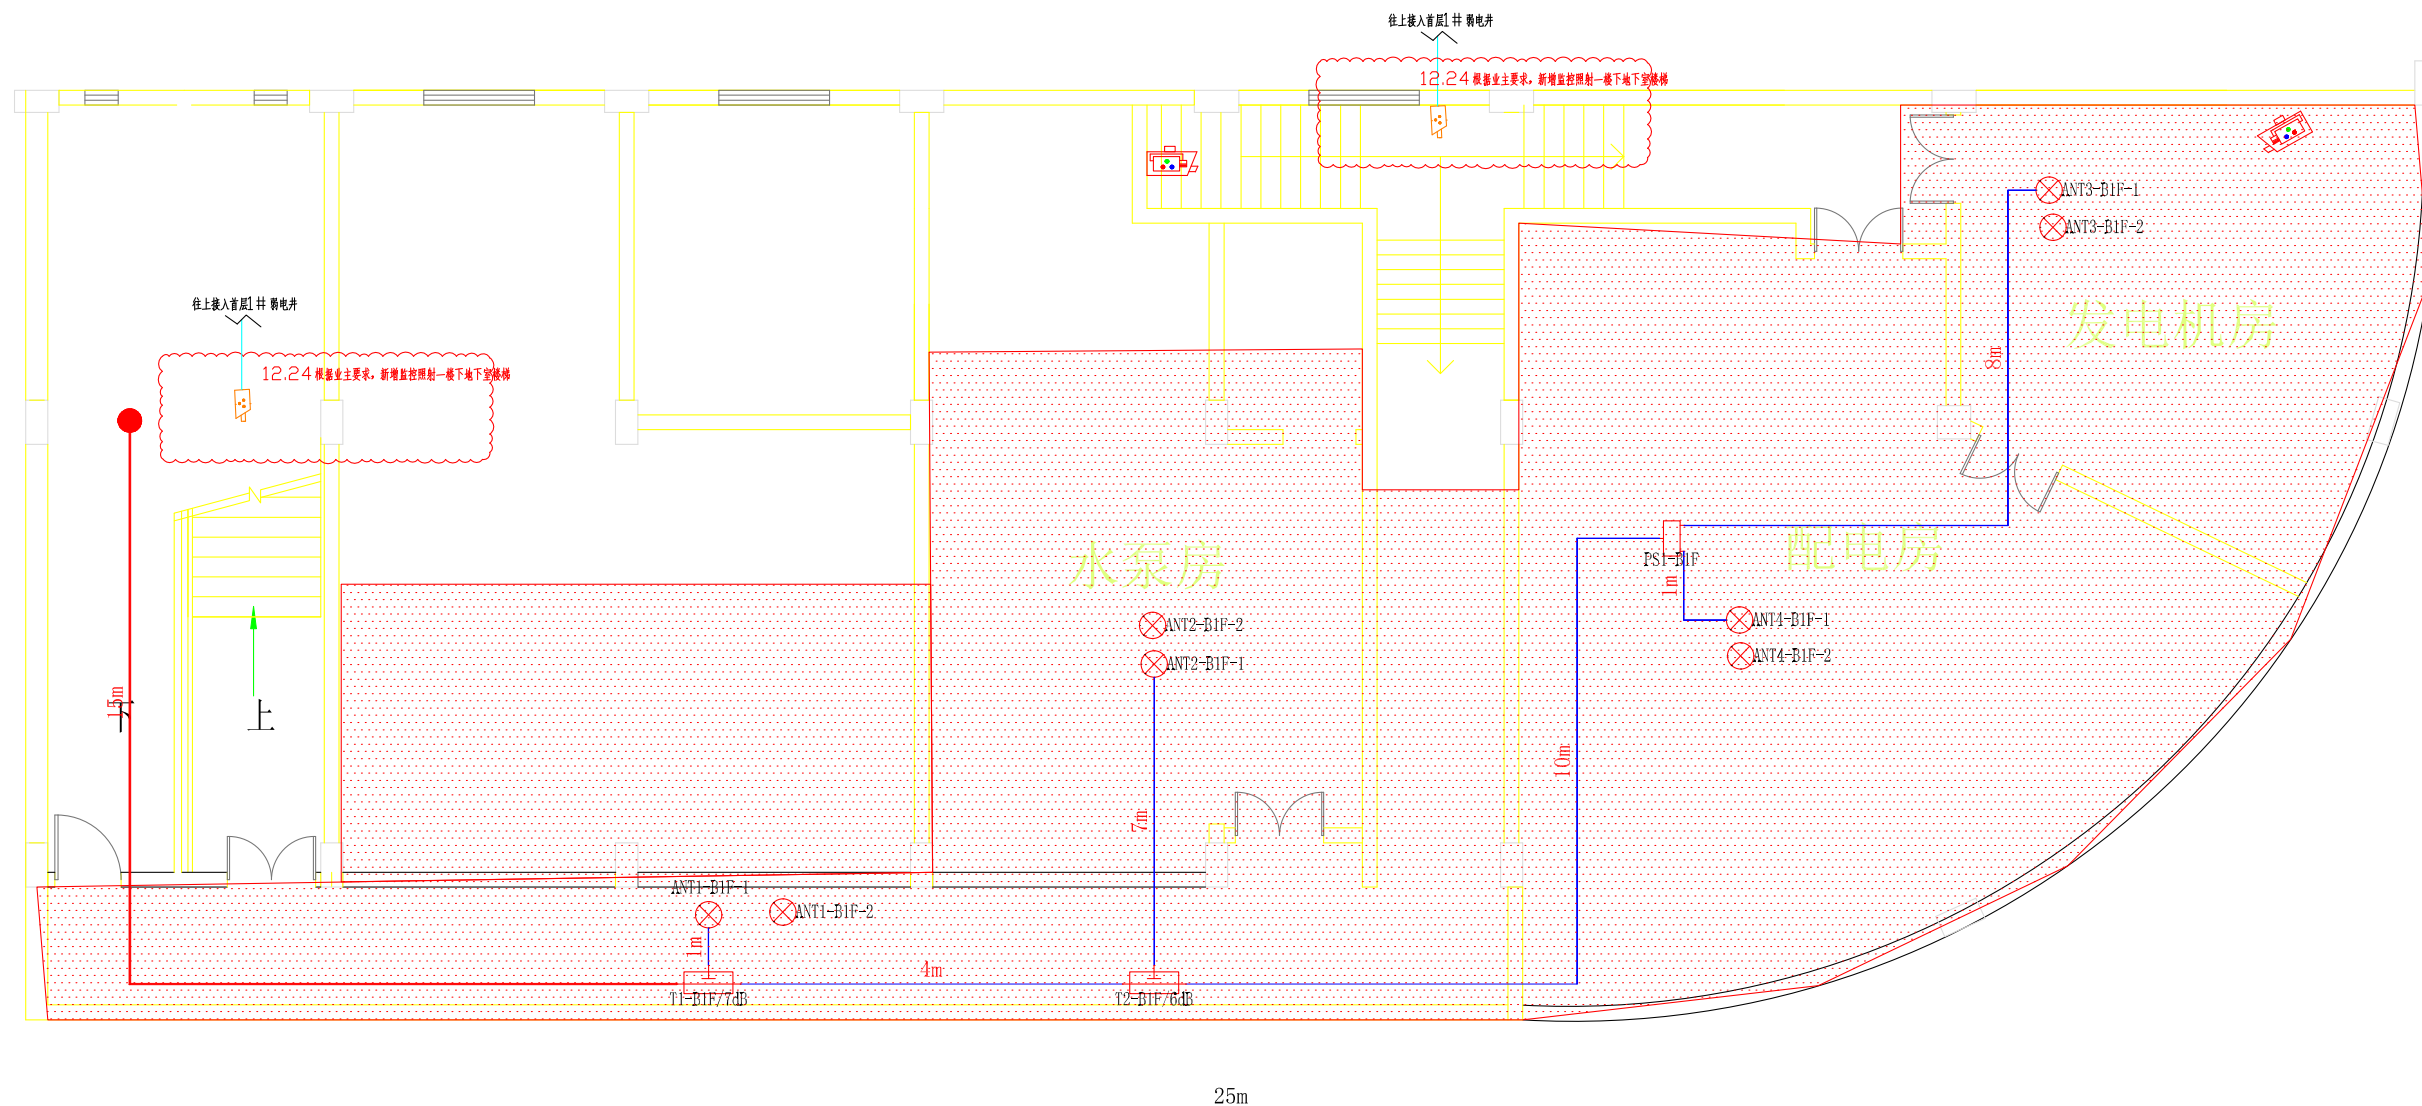 往上接入首层1# 弱电井
12.24 根据业主要求，新增监控照射一楼下地下室楼梯
ANT3-B1F-1
ANT3-B1F-2
往上接入首层1# 弱电井
发电机房
8m
12.24 根据业主要求，新增监控照射一楼下地下室楼梯
水泵房
配电房
PS1-B1F
1m
ANT2-B1F-2
ANT4-B1F-1
ANT2-B1F-1
ANT4-B1F-2
15m
下
上
10m
7m
ANT1-B1F-1
ANT1-B1F-2
1m
4m
T1-B1F/7dB
T2-B1F/6dB
25m